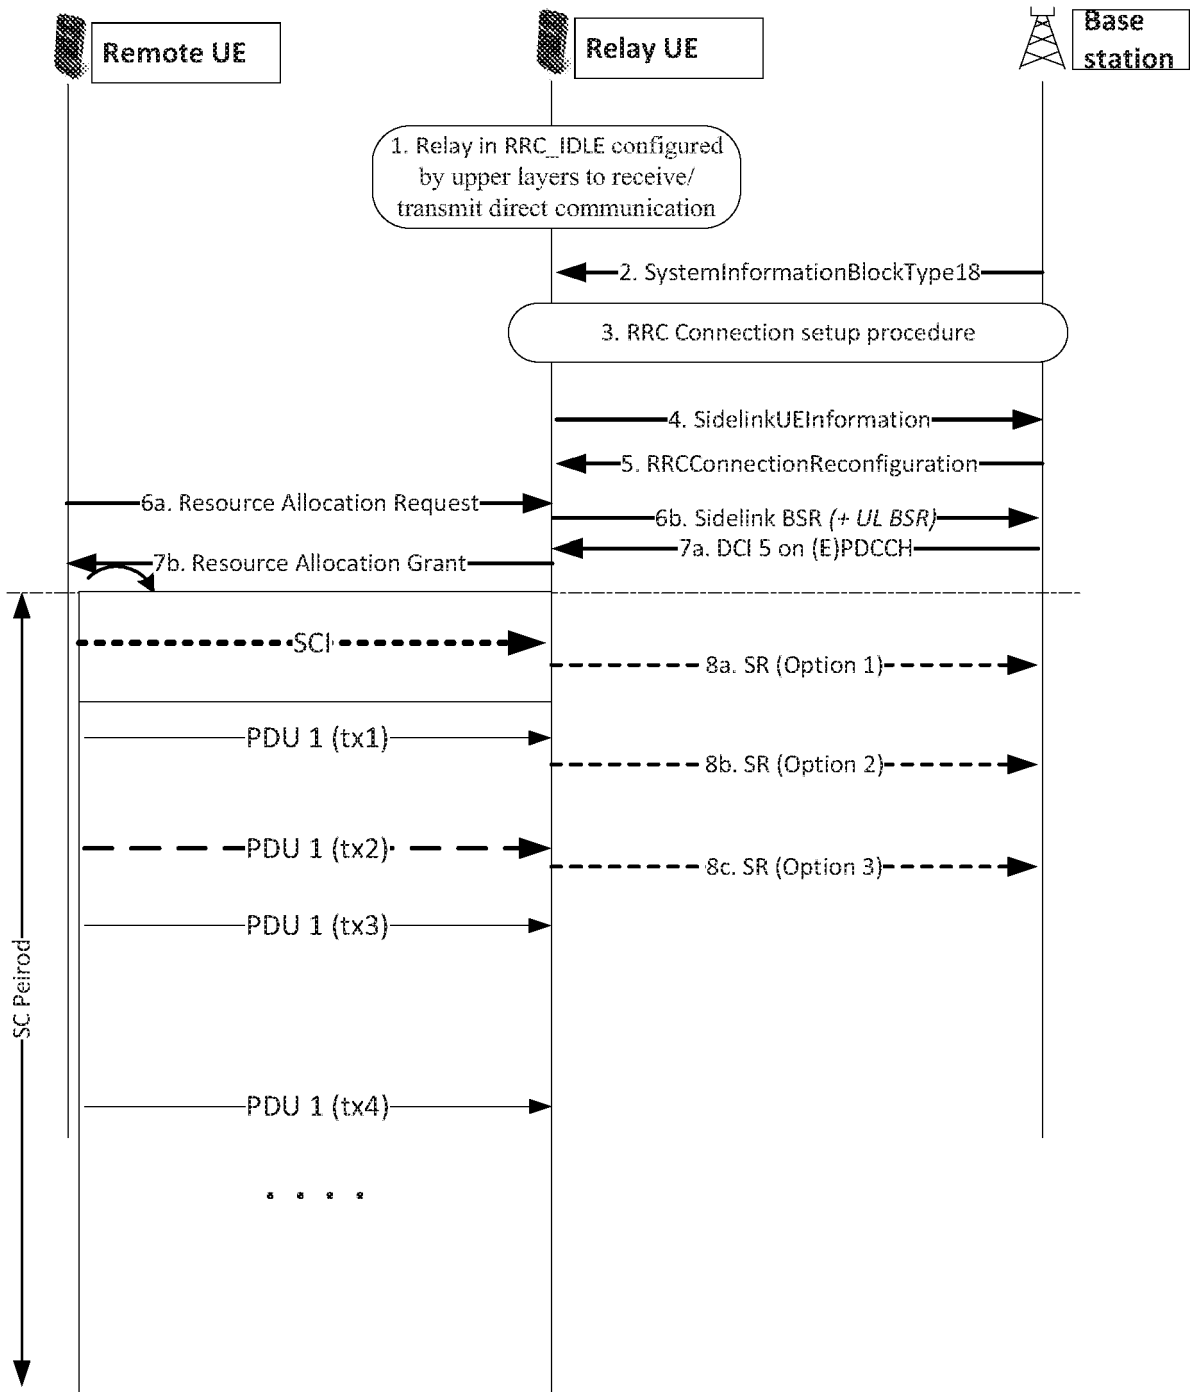 Remote UE
Relay UE
Base
station
1. Relay in RRC_IDLE configured
by upper layers to receive/
transmit direct communication
2. SystemInformationBlockType18
3. RRC Connection setup procedure
4. SidelinkUEInformation
5. RRCConnectionReconfiguration
6a. Resource Allocation Request
6b. Sidelink BSR (+ UL BSR)
7a. DCI 5 on (E)PDCCH
7b. Resource Allocation Grant
SCI
8a. SR (Option 1)
PDU 1 (tx1)
8b. SR (Option 2)
PDU 1 (tx2)
8c. SR (Option 3)
PDU 1 (tx3)
SC Peirod
PDU 1 (tx4)
. . . .